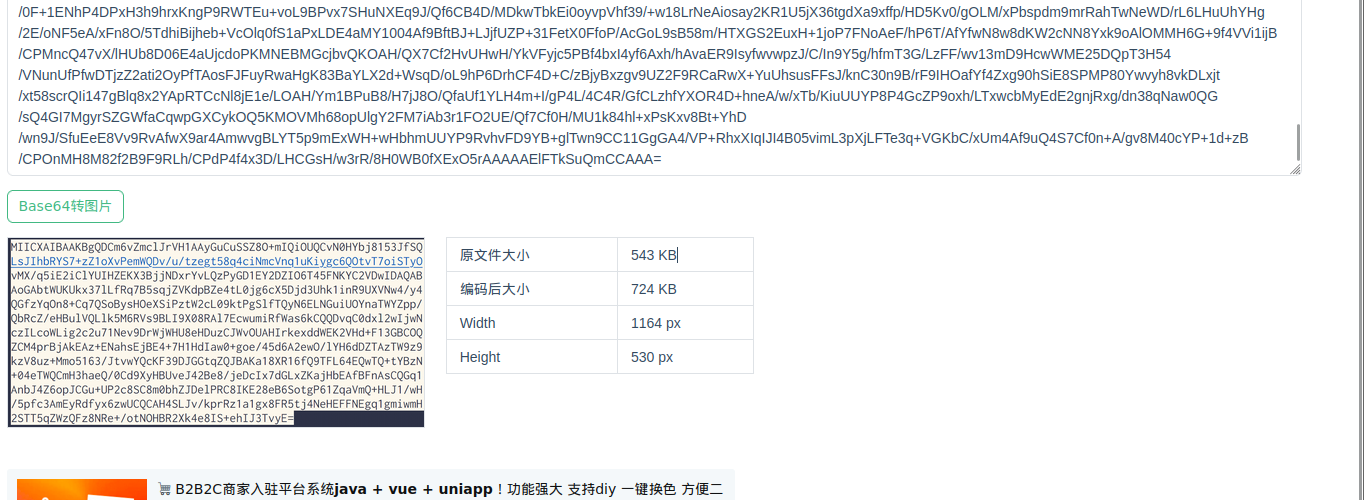 /0F+1ENhP4DPxH3h9hrxKngP9RWTEu+voL9BPvx7SHuNXEq9J/Qf6CB4D/MDkwTbkEi0oyvpVhf39/+w18LrNeAiosay2KR1U5jX36tgdXa9xffp/HD5Kv0/gOLM/xPbspdm9mrRahTwNeWD/rL6LHuUhYHg
/2E/oNF5eA/xFn8O/5TdhiBijheb+VcOlq0fS1aPxLDE4aMY1004Af9BftBJ+LJjfUZP+31FetX0FfoP/AcGoL9sB58m/HTXGS2EuxH+1joP7FNoAeF/hP6T/AfYfwN8w8dKW2cNN8Yxk9oAlOMMH6G+9f4VVi1ijB
/CPMncQ47vX/lHUb8D06E4aUjcdoPKMNEBMGcjbvQKOAH/QX7Cf2HvUHwH/YkVFyjc5PBf4bxI4yf6Axh/hAvaER9IsyfwvwpzJ/C/In9Y5g/hfmT3G/LzFF/wv13mD9HcwWME25DQpT3H54
/VNunUfPfwDTjzZ2ati2OyPfTAosFJFuyRwaHgK83BaYLX2d+WsqD/oL9hP6DrhCF4D+C/zBjyBxzgv9UZ2F9RCaRwX+YuUhsusFFsJ/knC30n9B/rF9IHOafYf4Zxg90hSiE8SPMP80Ywvyh8vkDLxjt
/xt58scrQIi147gBlq8x2YApRTCcNl8jE1e/LOAH/Ym1BPuB8/H7jJ8O/QfaUf1YLH4m+I/gP4L/4C4R/GfCLzhfYXOR4D+hneA/w/xTb/KiuUUYP8P4GcZP9oxh/LTxwcbMyEdE2gnjRxg/dn38qNaw0QG
/sQ4GI7MgyrSZGWfaCqwpGXCykOQ5KMOVMh68opUlgY2FM7iAb3r1FO2UE/Qf7Cf0H/MU1k84hl+xPsKxv8Bt+YhD
/wn9J/SfuEeE8Vv9RvAfwX9ar4AmwvgBLYT5p9mExWH+wHbhmUUYP9RvhvFD9YB+glTwn9CC11GgGA4/VP+RhxXIqIJI4B05vimL3pXjLFTe3q+VGKbC/xUm4Af9uQ4S7Cf0n+A/gv8M40cYP+1d+zB
/CPOnMH8M82f2B9F9RLh/CPdP4f4x3D/LHCGsH/w3rR/8H0WB0fXExO5rAAAAAElFTkSuQmCCAAA=
Base64转图片
MIICXAIBAAKBgQDCm6vZmclJrVH1AAyGuCuSSZ8O+mIQiOUQCvN0HYbj8153JfSQ
LsJIhbRYS7+zZ1oXvPemWQDv/u/tzegt58q4ciNmcVnq1uKiygc6QOtvT7oiSTyO
vMX/q5iE2iClYUIHZEKX3BjjNDxrYvLQzPyGD1EY2DZIO6T45FNKYC2VDwIDAQAB
AoGAbtWUKUkx37lLfRq7B5sqjZVKdpBZe4tL0jg6cX5Djd3Uhk1inR9UXVNw4/y4
QGfzYqOn8+Cq7QSoBysHOeXSiPztW2cL09ktPgSlfTQyN6ELNGuiUOYnaTWYZpp/
QbRcZ/eHBulVQLlk5M6RVs9BLI9X08RAl7EcwumiRfWas6kCQQDvqC0dxl2wIjwN
czILcoWLig2c2u71Nev9DrWjWHU8eHDuzCJWvOUAHIrkexddWEK2VHd+F13GBCOQ
ZCM4prBjAkEAz+ENahsEjBE4+7H1HdIaw0+goe/45d6A2ewO/lYH6dDZTAzTW9z9
kzV8uz+Mmo5163/JtvwYQcKF39DJGGtqZQJBAKa18XR16fQ9TFL64EQwTQ+tYBzN
+04eTWQCmH3haeQ/0Cd9XyHBUveJ42Be8/jeDcIx7dGLxZKajHbEAfBFnAsCQGq1
AnbJ4Z6opJCGu+UP2c8SC8m0bhZJDelPRC8IKE28eB6SotgP61ZqaVmQ+HLJ1/wH
/5pfc3AmEyRdfyx6zwUCQCAH4SLJv/kprRz1a1gx8FR5tj4NeHEFFNEgq1gmiwmH
2STT5qZWzQFz8NRe+/otNOHBR2Xk4e8IS+ehIJ3TvyE=
原文件大小 543 KB
编码后大小 724 KB
Width 1164 px
Height 530 px
B2B2C商家入驻平台系统java + vue + uniapp！功能强大 支持diy 一键换色 方便二